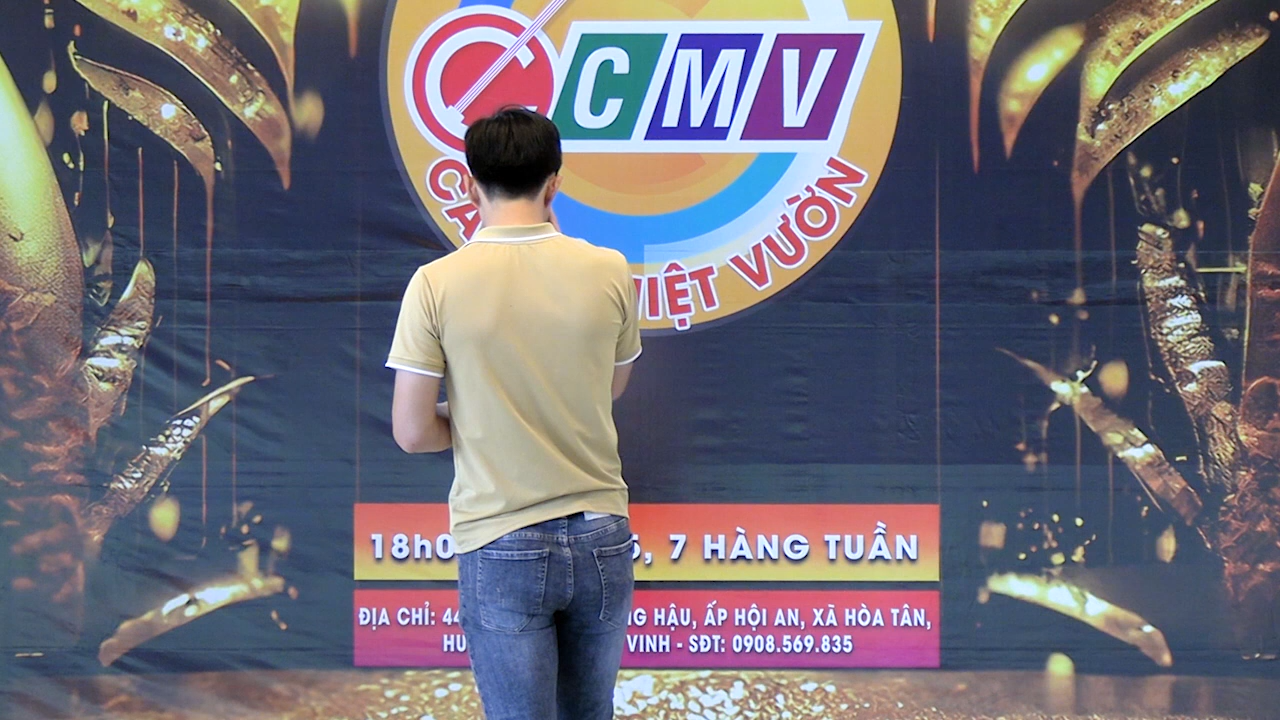 CMV
CA VIỆT VƯỜN
18h0 5, 7 HÀNG TUẦN
ĐỊA CHỈ: 44 NG HẬU, ẤP HỘI AN, XÃ HÒA TÂN,
HU VINH - SĐT: 0908.569.835